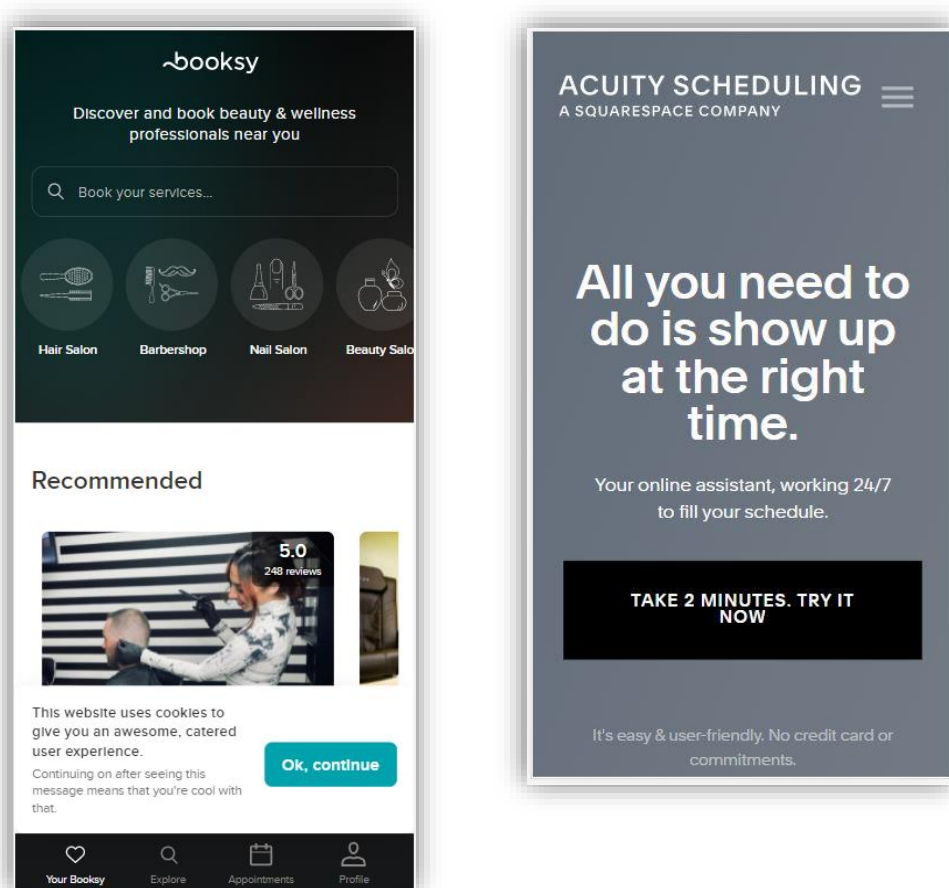 booksy
Discover and book beauty & wellness
professionals near you
Book your services...
Hair Salon
Barbershop
Nail Salon
Beauty Salo
Recommended
5.0
248 reviews
This website uses cookies to
give you an awesome, catered
user experience.
Continuing on after seeing this
message means that you're cool with
that.
Ok, continue
Your Booksy
Explore
Appointments
Profile
ACUITY SCHEDULING
A SQUARESPACE COMPANY
All you need to
do is show up
at the right
time.
Your online assistant, working 24/7
to fill your schedule.
TAKE 2 MINUTES. TRY IT
NOW
It's easy & user-friendly. No credit card or
commitments.